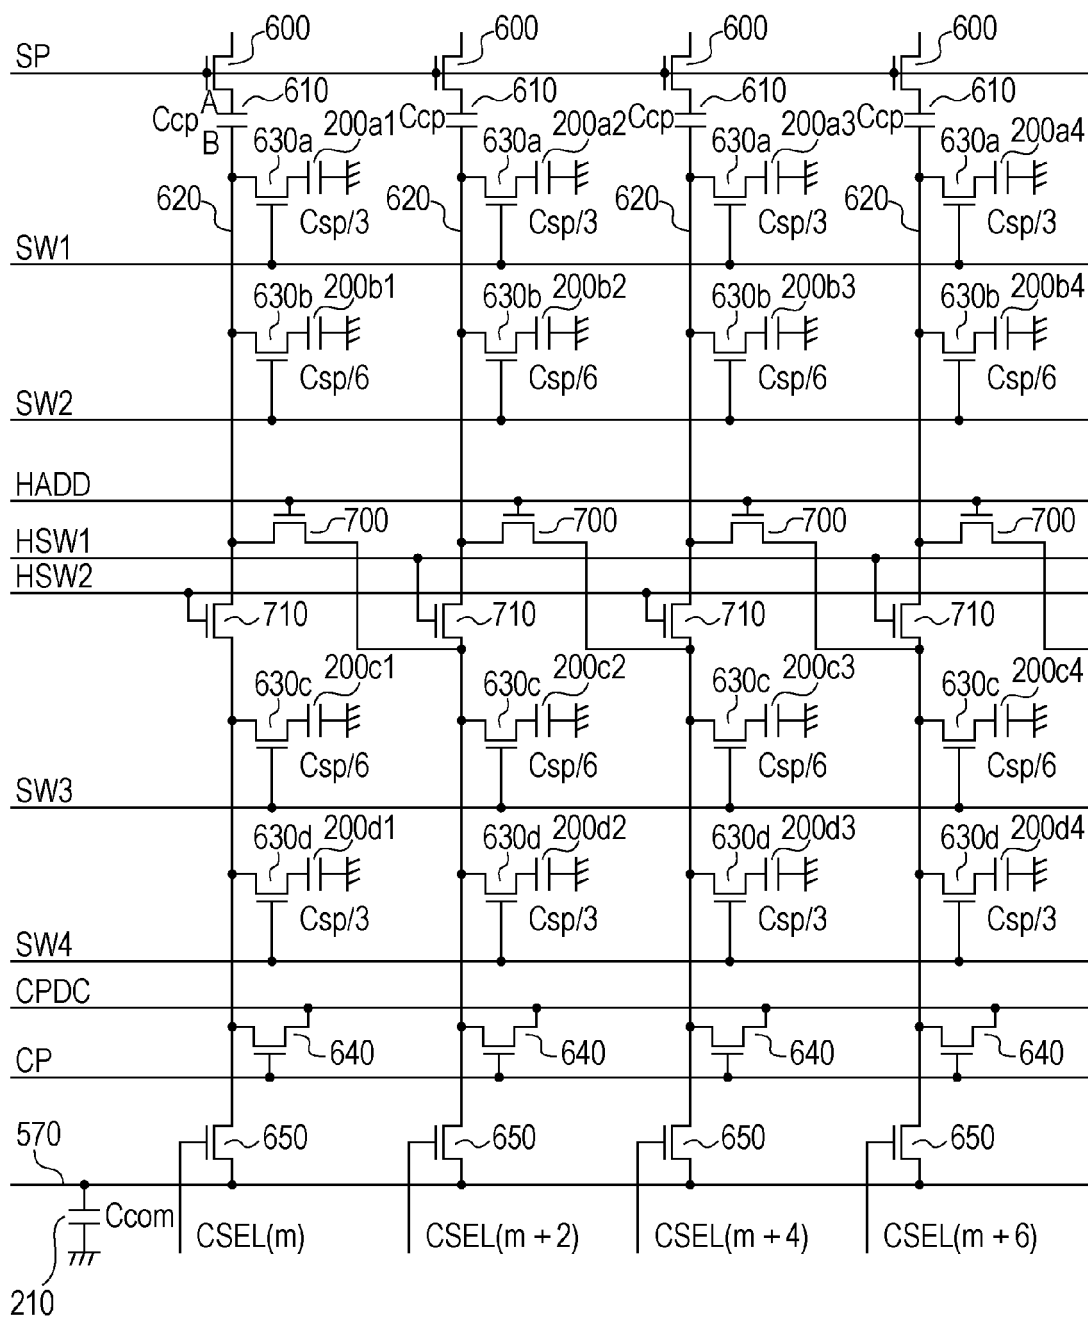 600 600 600 600
SP
A
610 610 610 610
Ccp Ccp Ccp Ccp
B
200a1 200a2 200a3 200a4
630a 630a 630a 630a
620 620 620 620
Csp/3 Csp/3 Csp/3 Csp/3
SW1
630b 200b1 630b 200b2 630b 200b3 630b 200b4
Csp/6 Csp/6 Csp/6 Csp/6
SW2
HADD
700 700 700 700
HSW1
HSW2
710 710 710 710
200c1 200c2 200c3 200c4
630c 630c 630c 630c
Csp/6 Csp/6 Csp/6 Csp/6
SW3
630d 200d1 630d 200d2 630d 200d3 630d 200d4
Csp/3 Csp/3 Csp/3 Csp/3
SW4
CPDC
640 640 640 640
CP
570
650 650 650 650
Ccom
CSEL(m) CSEL(m + 2) CSEL(m + 4) CSEL(m + 6)
210